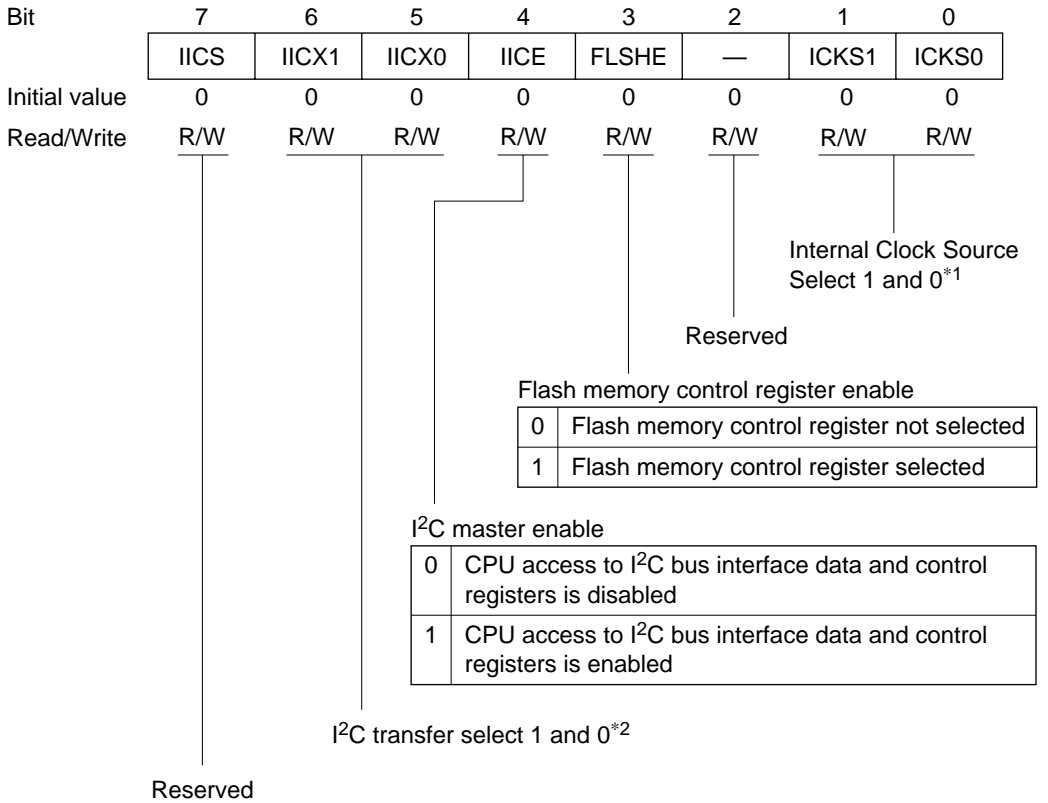 Bit 7 6 5 4 3 2 1 0
IICS IICX1 IICX0 IICE FLSHE — ICKS1 ICKS0
Initial value 0 0 0 0 0 0 0 0
Read/Write R/W R/W R/W R/W R/W R/W R/W R/W
Internal Clock Source
Select 1 and 0*1
Reserved
Flash memory control register enable
0 Flash memory control register not selected
1 Flash memory control register selected
I2C master enable
0 CPU access to I2C bus interface data and control
registers is disabled
1 CPU access to I2C bus interface data and control
registers is enabled
I2C transfer select 1 and 0*2
Reserved